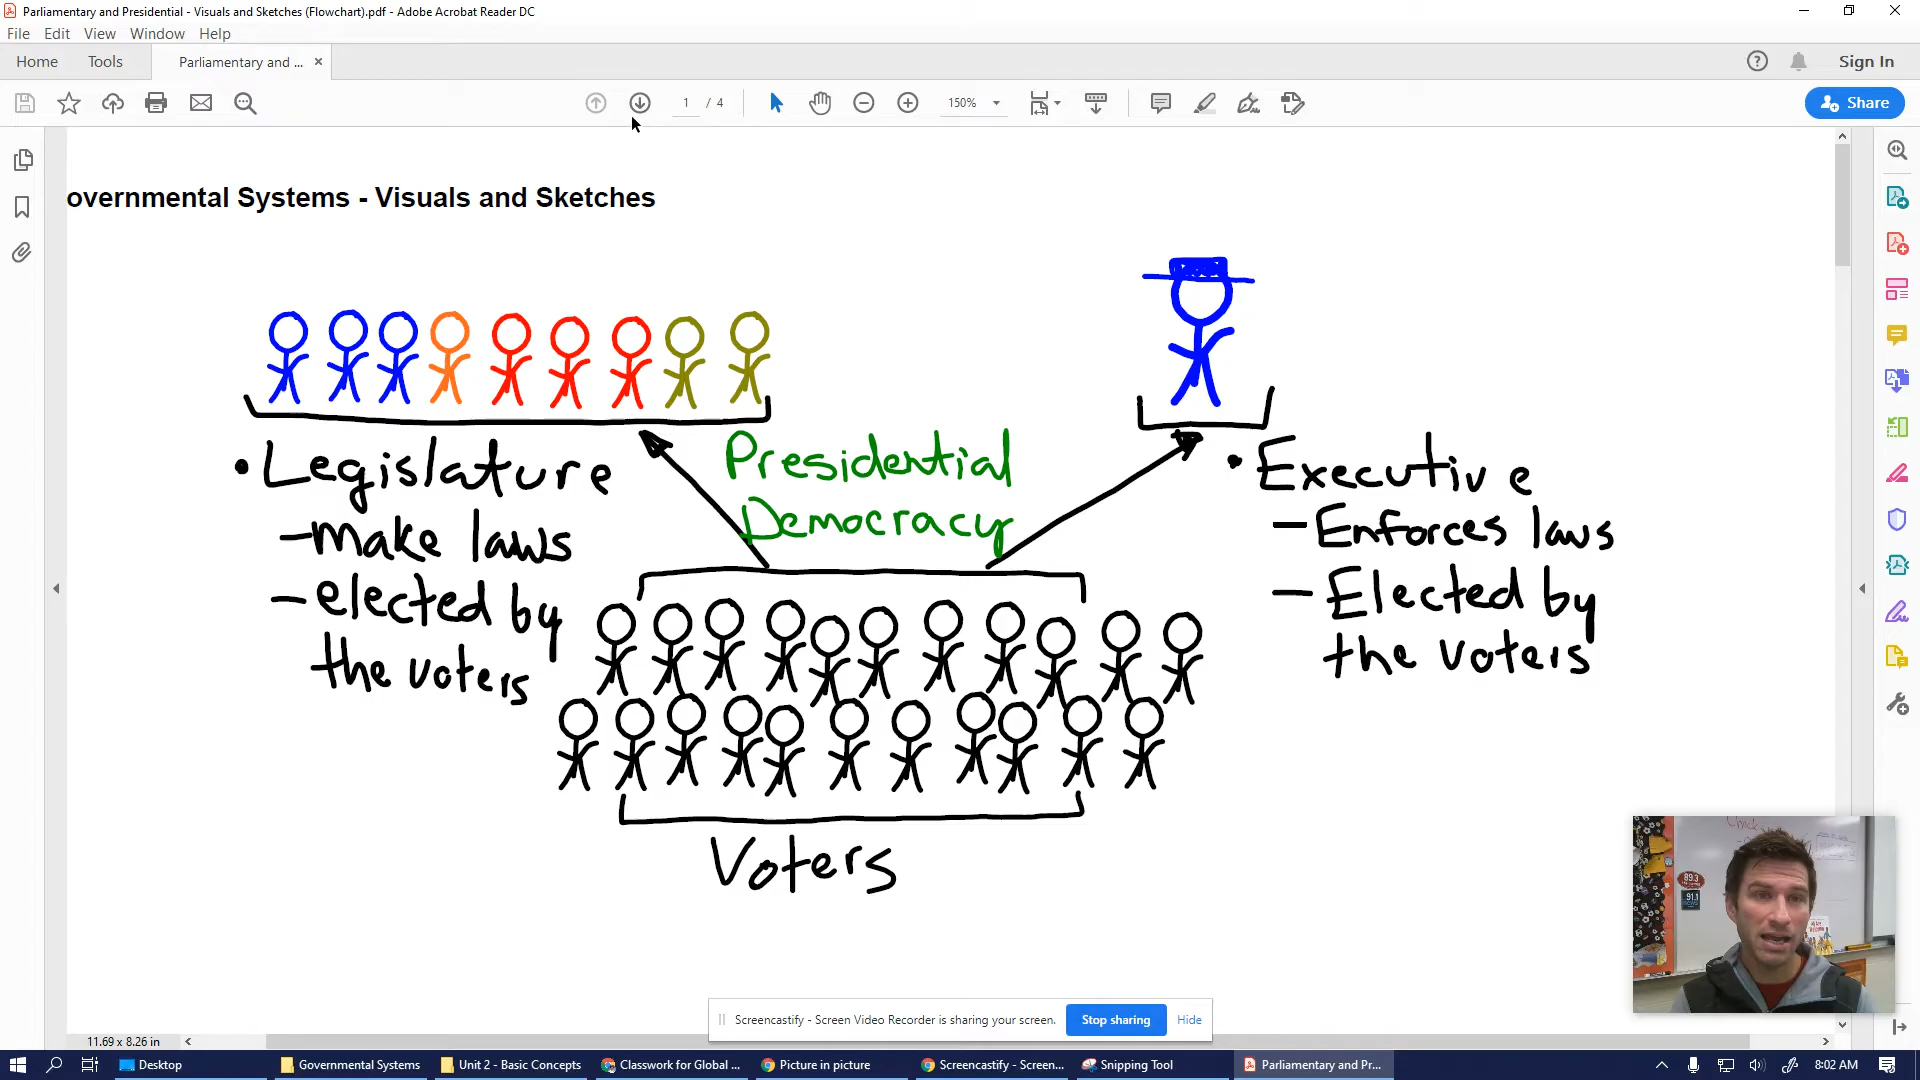 Parliamentary and Presidential - Visuals and Sketches (Flowchart).pdf - Adobe Acrobat Reader DC
File Edit View Window Help
Home Tools Parliamentary and ... × Sign In
1 / 4 150% Share
overnmental Systems - Visuals and Sketches
Presidential
Democracy
• Legislature
- make laws
- elected by
the voters
• Executive
- Enforces laws
- Elected by
the voters
Voters
89.3
91.1
Screencastify - Screen Video Recorder is sharing your screen. Stop sharing Hide
11.69 x 8.26 in
Desktop Governmental Systems Unit 2 - Basic Concepts Classwork for Global ... Picture in picture Screencastify - Screen... Snipping Tool Parliamentary and Pr... 8:02 AM